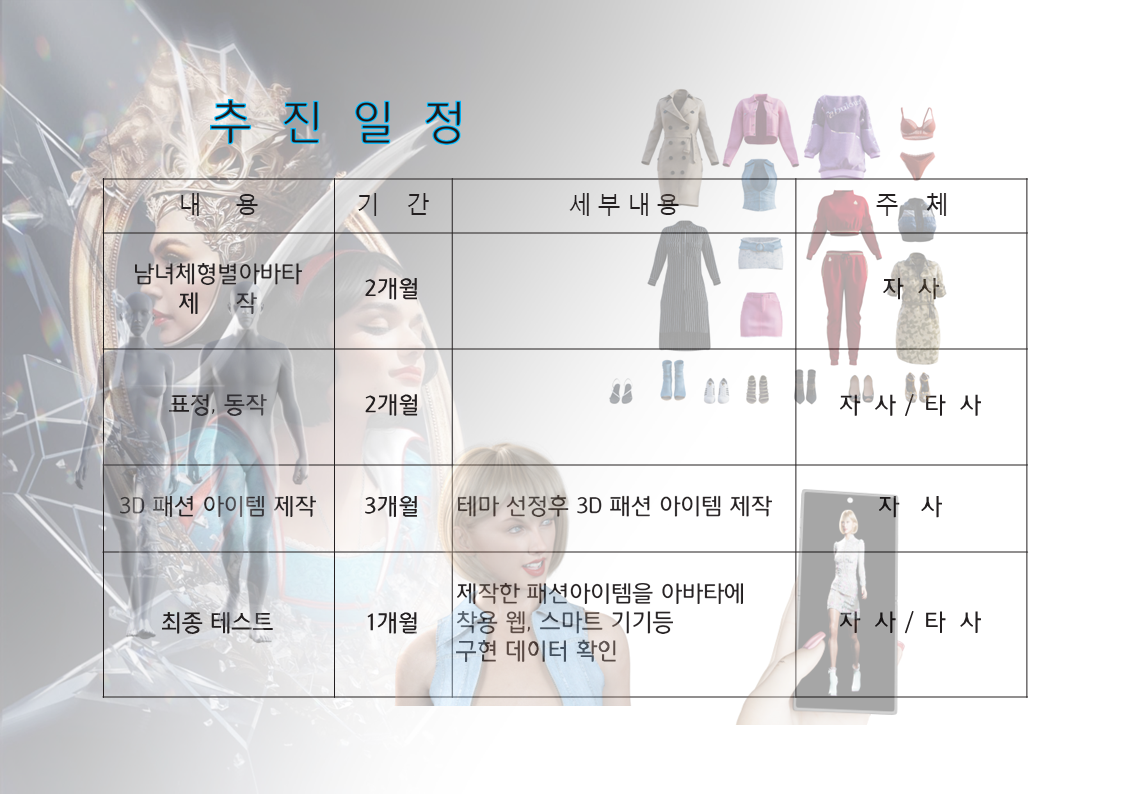 추 진 일 정
내 용 기 간 세 부 내 용 주 체
남녀체형별아바타
제 작
2개월
자 사
표정, 동작 2개월 자 사 / 타 사
3D 패션 아이템 제작 3개월 테마 선정후 3D 패션 아이템 제작 자 사
최종 테스트 1개월
제작한 패션아이템을 아바타에
착용 웹, 스마트 기기등
구현 데이터 확인
자 사 / 타 사